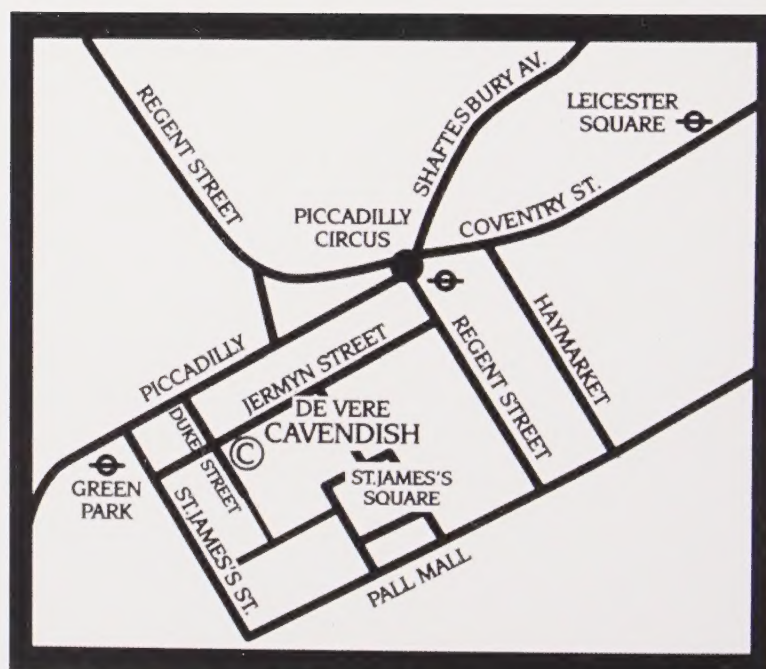 REGENT STREET
SHAFTESBURY AV.
LEICESTER
SQUARE
PICCADILLY
CIRCUS
COVENTRY ST.
HAYMARKET
REGENT STREET
PICCADILLY
JERMYN STREET
DUKE STREET
DE VERE
© CAVENDISH
ST.JAMES'S
SQUARE
GREEN
PARK
ST.JAMES'S ST.
PALL MALL